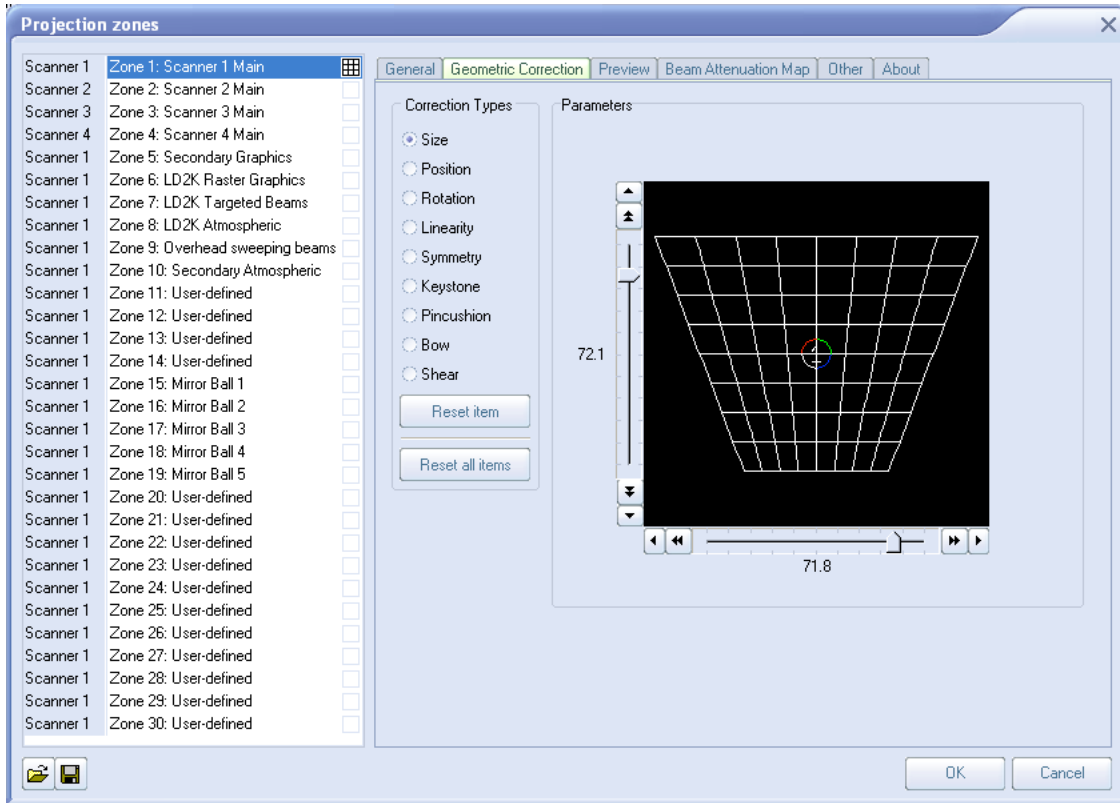 Projection zones
Scanner 1 Zone 1: Scanner 1 Main
Scanner 2 Zone 2: Scanner 2 Main
Scanner 3 Zone 3: Scanner 3 Main
Scanner 4 Zone 4: Scanner 4 Main
Scanner 1 Zone 5: Secondary Graphics
Scanner 1 Zone 6: LD2K Raster Graphics
Scanner 1 Zone 7: LD2K Targeted Beams
Scanner 1 Zone 8: LD2K Atmospheric
Scanner 1 Zone 9: Overhead sweeping beams
Scanner 1 Zone 10: Secondary Atmospheric
Scanner 1 Zone 11: User-defined
Scanner 1 Zone 12: User-defined
Scanner 1 Zone 13: User-defined
Scanner 1 Zone 14: User-defined
Scanner 1 Zone 15: Mirror Ball 1
Scanner 1 Zone 16: Mirror Ball 2
Scanner 1 Zone 17: Mirror Ball 3
Scanner 1 Zone 18: Mirror Ball 4
Scanner 1 Zone 19: Mirror Ball 5
Scanner 1 Zone 20: User-defined
Scanner 1 Zone 21: User-defined
Scanner 1 Zone 22: User-defined
Scanner 1 Zone 23: User-defined
Scanner 1 Zone 24: User-defined
Scanner 1 Zone 25: User-defined
Scanner 1 Zone 26: User-defined
Scanner 1 Zone 27: User-defined
Scanner 1 Zone 28: User-defined
Scanner 1 Zone 29: User-defined
Scanner 1 Zone 30: User-defined
General Geometric Correction Preview Beam Attenuation Map Other About
Correction Types
Size
Position
Rotation
Linearity
Symmetry
Keystone
Pincushion
Bow
Shear
Reset item
Reset all items
Parameters
72.1
1
71.8
OK Cancel